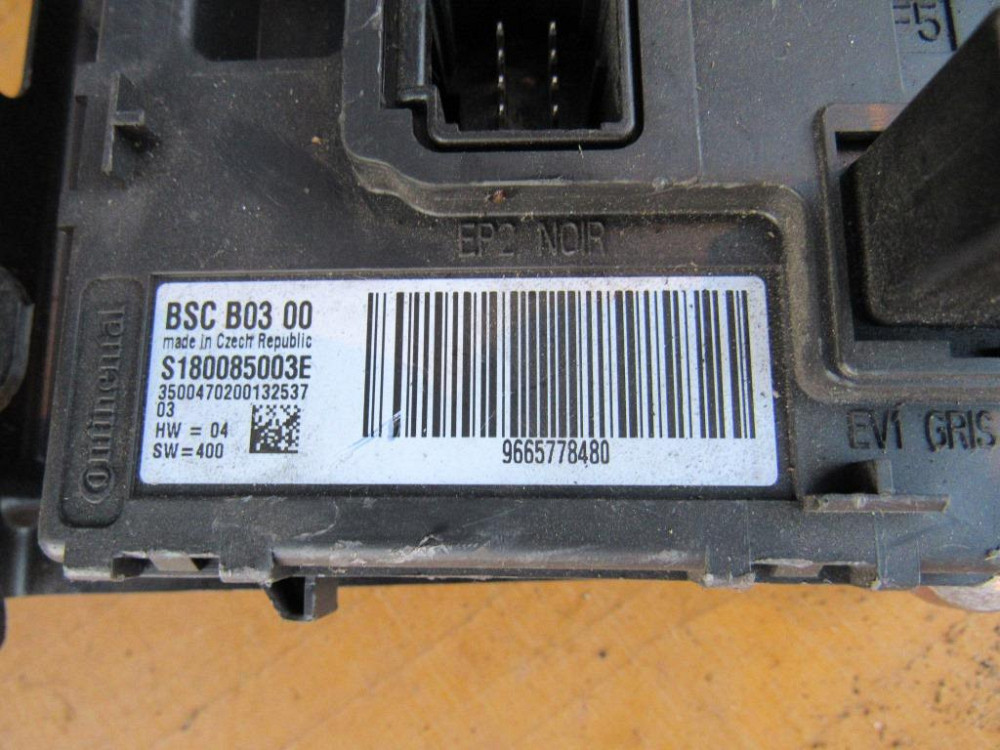 F5
EP2 NOIR
Continental
BSC B03 00
made in Czech Republic
S180085003E
3500470200132537
03
HW = 04
SW=400
9665778480
EV1 GRIS